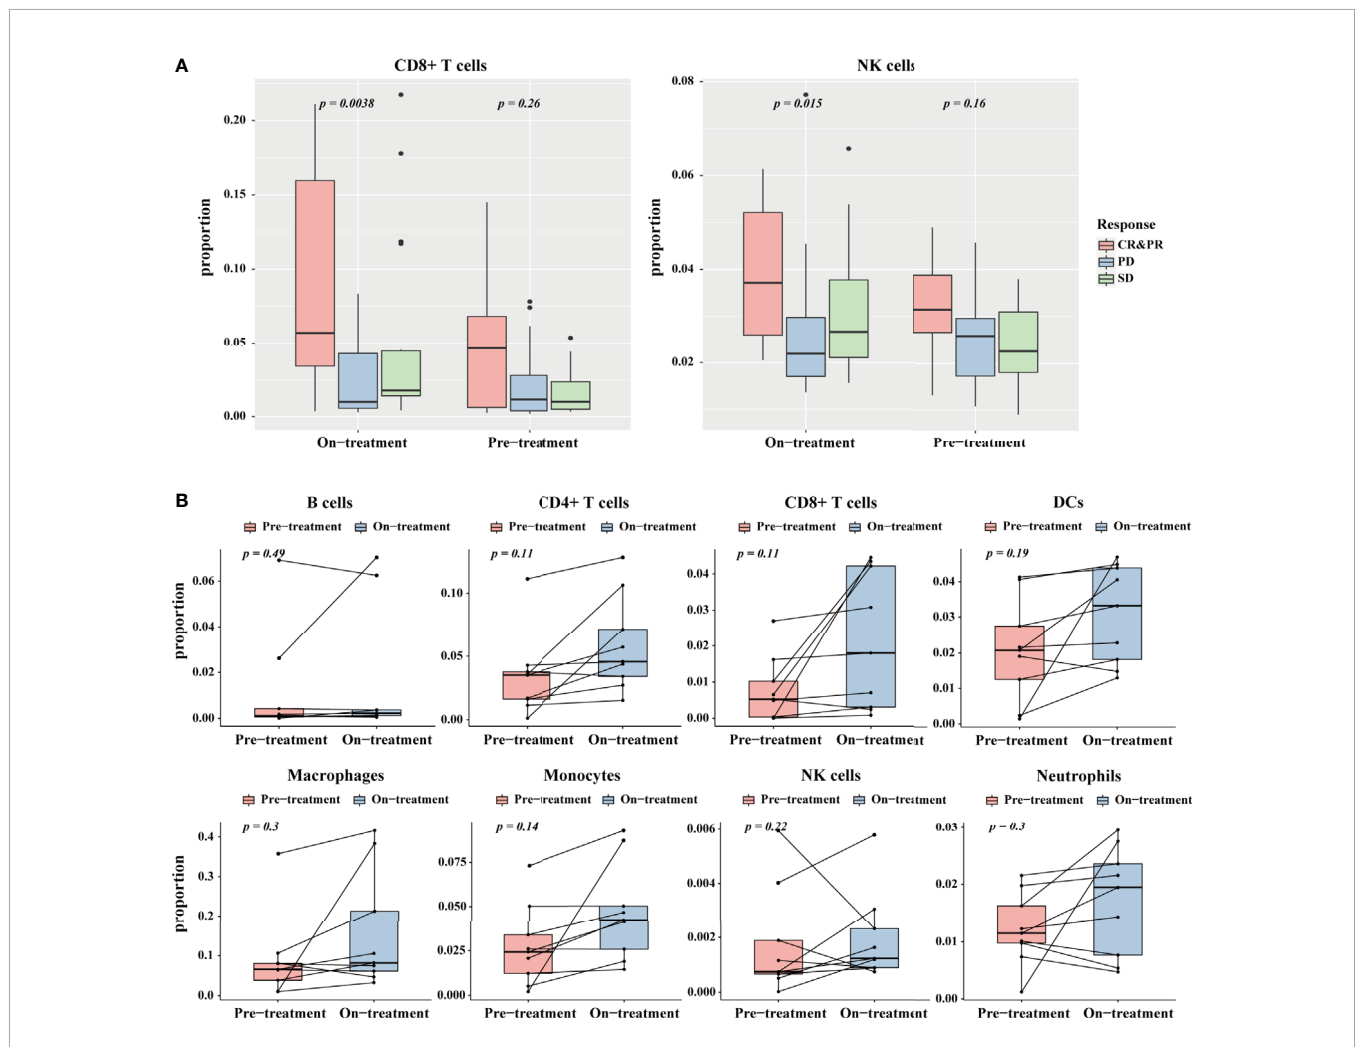 A
CD8+ T cells
NK cells
p = 0.0038
p = 0.26
p = 0.015
p = 0.16
proportion
0.20
0.15
0.10
0.05
0.00
On-treatment
Pre-treatment
proportion
0.08
0.06
0.04
0.02
On-treatment
Pre-treatment
Response
CR&PR
PD
SD
B
B cells
Pre-treatment On-treatment
p = 0.49
proportion
0.06
0.04
0.02
0.00
Pre-treatment On-treatment
CD4+ T cells
Pre-treatment On-treatment
p = 0.11
0.10
0.05
0.00
Pre-treatment On-treatment
CD8+ T cells
Pre-treatment On-treatment
p = 0.11
0.04
0.03
0.02
0.01
0.00
Pre-treatment On-treatment
DCs
Pre-treatment On-treatment
p = 0.19
0.04
0.03
0.02
0.01
0.00
Pre-treatment On-treatment
Macrophages
Pre-treatment On-treatment
p = 0.3
proportion
0.4
0.3
0.2
0.1
0.0
Pre-treatment On-treatment
Monocytes
Pre-treatment On-treatment
p = 0.14
0.075
0.050
0.025
0.000
Pre-treatment On-treatment
NK cells
Pre-treatment On-treatment
p = 0.22
0.006
0.004
0.002
0.000
Pre-treatment On-treatment
Neutrophils
Pre-treatment On-treatment
p = 0.3
0.03
0.02
0.01
0.00
Pre-treatment On-treatment